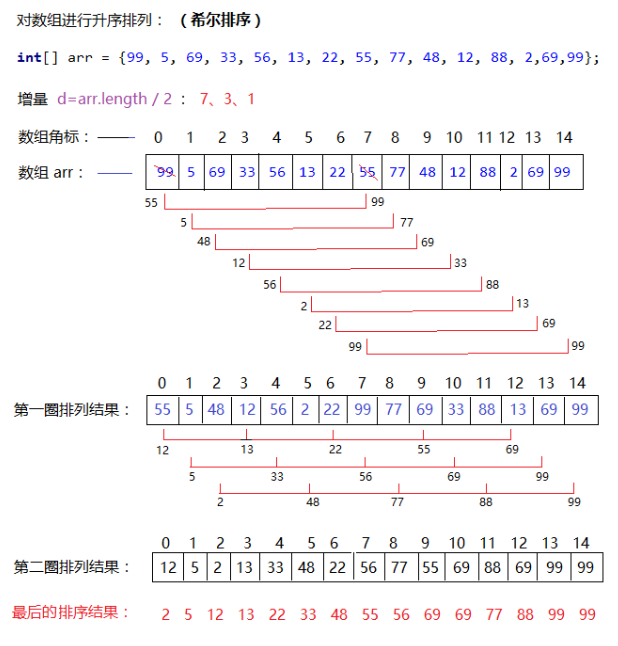 对数组进行升序排列：（希尔排序）
int[] arr = {99, 5, 69, 33, 56, 13, 22, 55, 77, 48, 12, 88, 2,69,99};
增量 d=arr.length / 2 ： 7、3、1
数组角标： 0 1 2 3 4 5 6 7 8 9 10 11 12 13 14
数组 arr： 99 5 69 33 56 13 22 55 77 48 12 88 2 69 99
55 99
5 77
48 69
12 33
56 88
2 13
22 69
99 99
0 1 2 3 4 5 6 7 8 9 10 11 12 13 14
第一圈排列结果： 55 5 48 12 56 2 22 99 77 69 33 88 13 69 99
12 13 22 55 69
5 33 56 69 99
2 48 77 88 99
0 1 2 3 4 5 6 7 8 9 10 11 12 13 14
第二圈排列结果： 12 5 2 13 33 48 22 56 77 55 69 88 69 99 99
最后的排序结果： 2 5 12 13 22 33 48 55 56 69 69 77 88 99 99